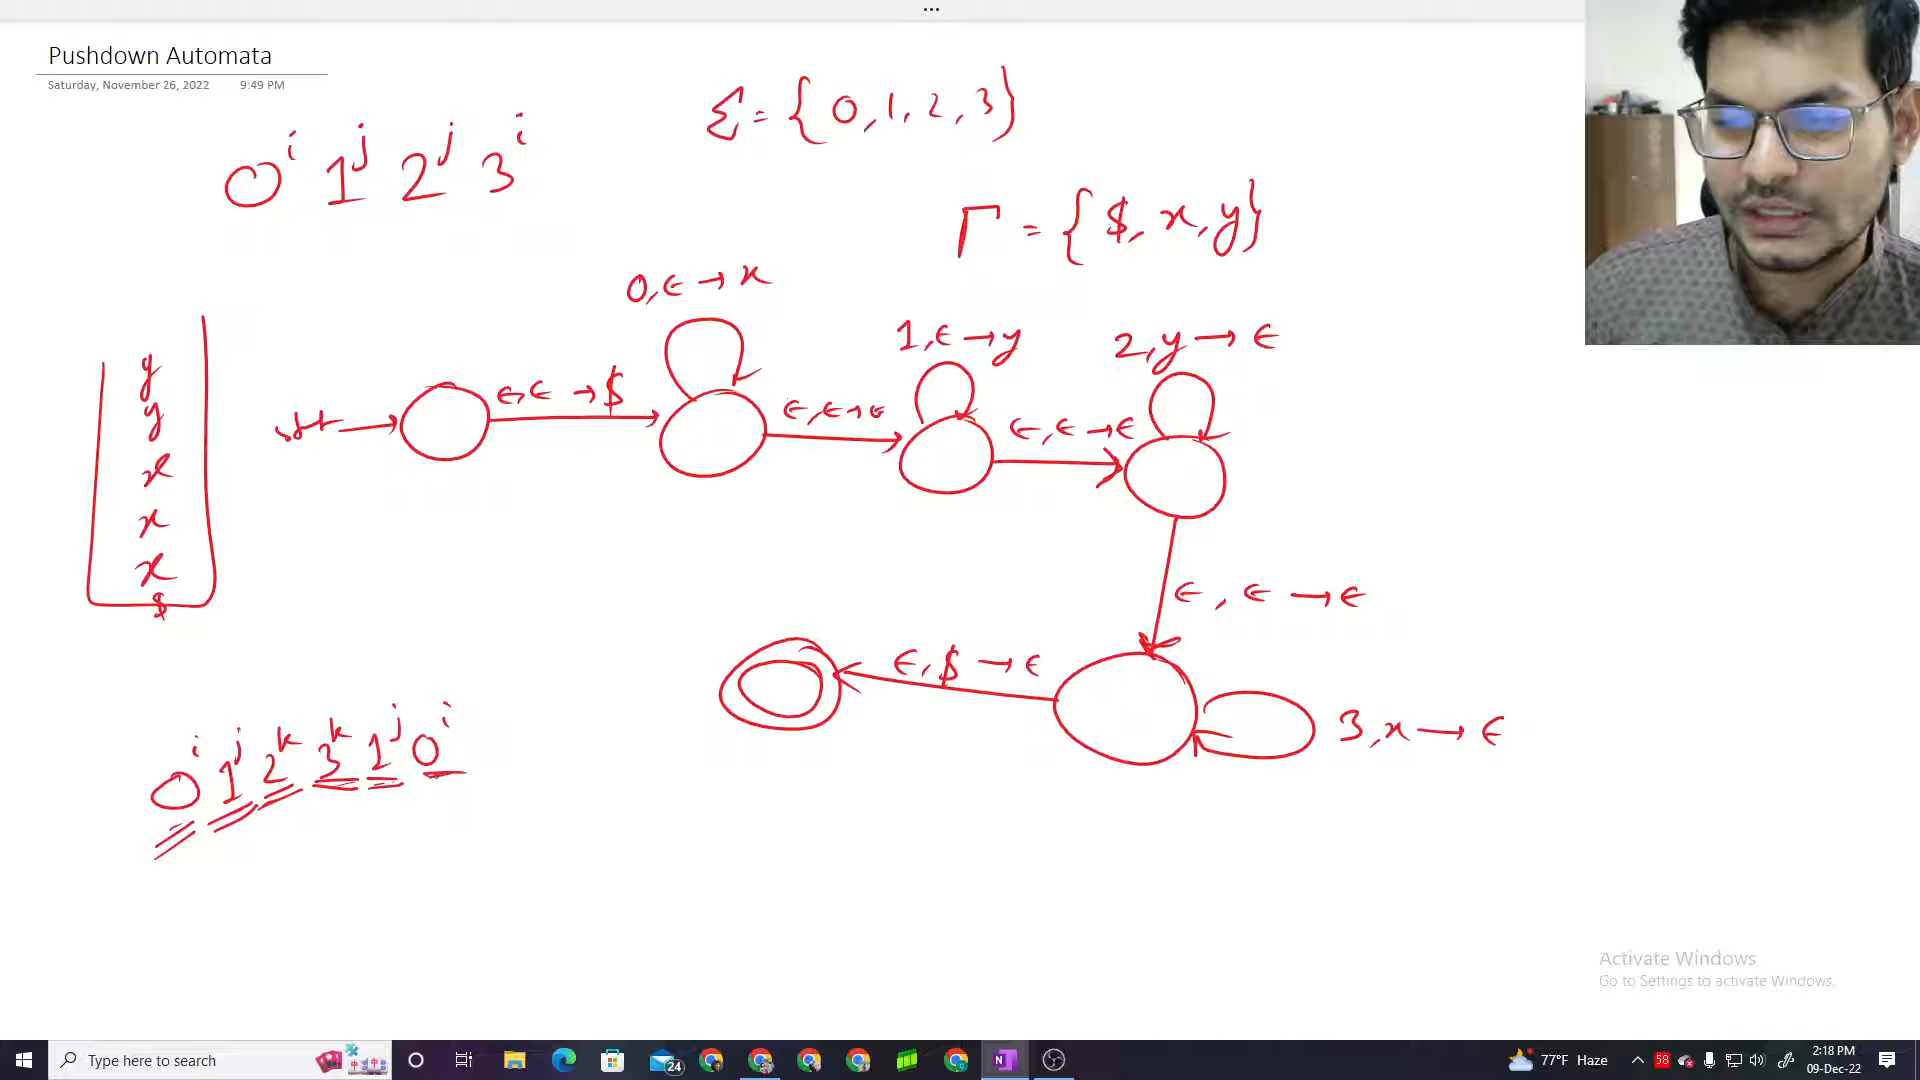 Pushdown Automata
Saturday, November 26, 2022 9:49 PM
Σ = {0, 1, 2, 3}
0^i 1^j 2^j 3^i
Γ = {$, x, y}
0, ϵ → x
1, ϵ → y
2, y → ϵ
ϵ, ϵ → $
ϵ, ϵ → ϵ
ϵ, ϵ → ϵ
y
y
x
x
x
$
ϵ, ϵ → ϵ
ϵ, $ → ϵ
3, x → ϵ
0^i 1^j 2^k 3^k 1^j 0^i
Activate Windows
Go to Settings to activate Windows.
Type here to search
24
77°F Haze
58
2:18 PM
09-Dec-22